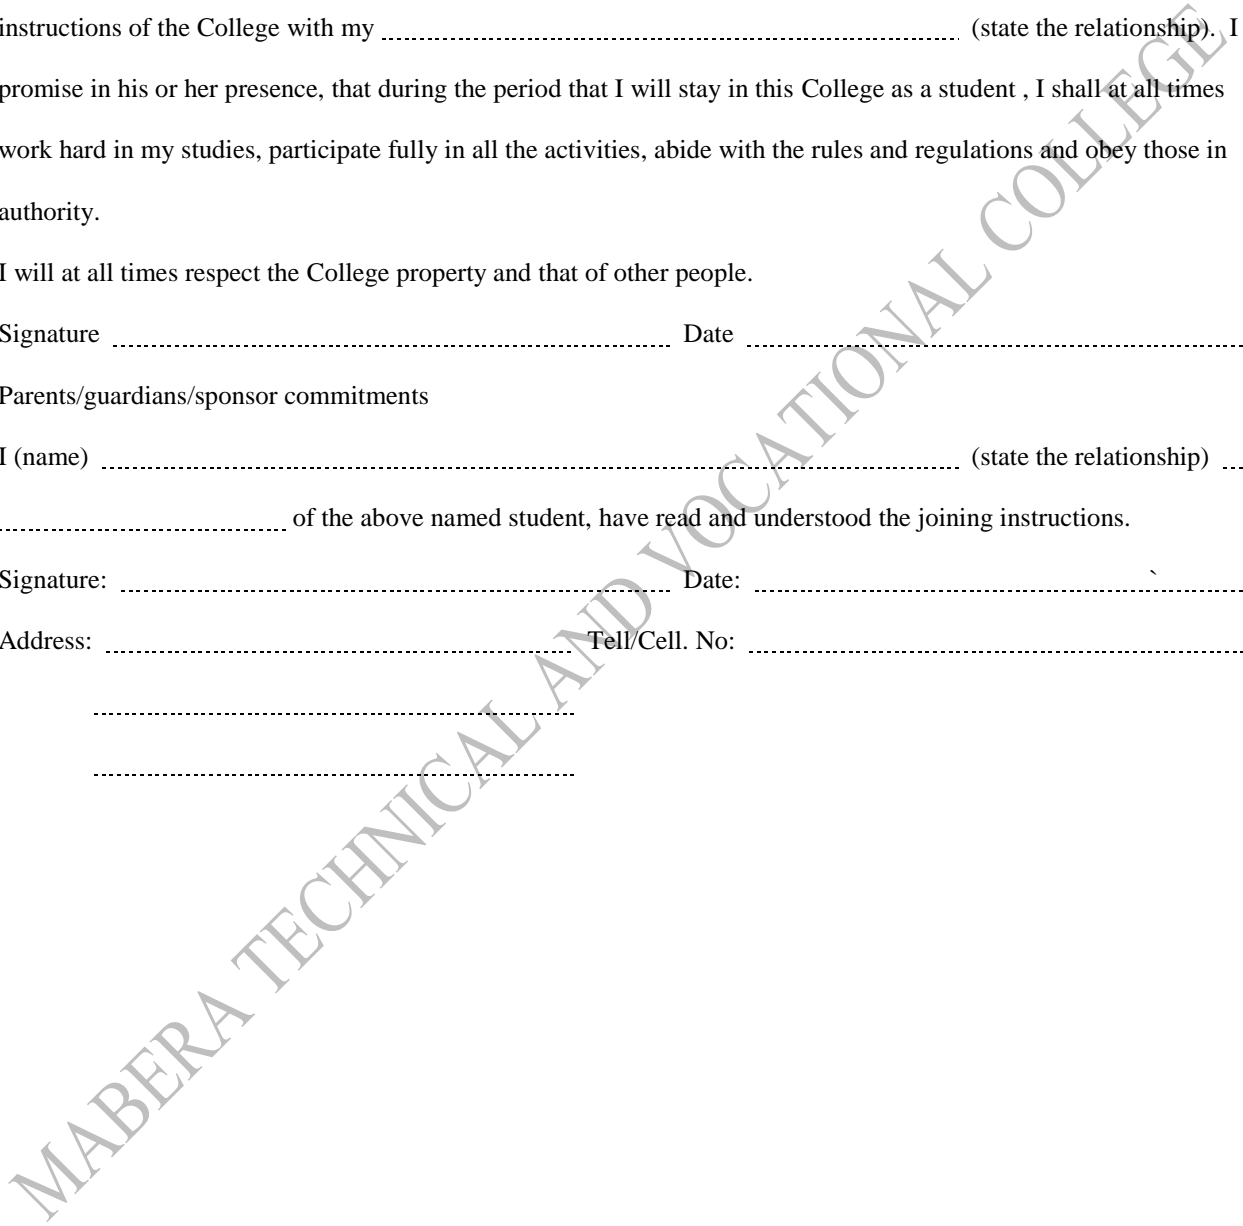 instructions of the College with my (state the relationship). I
promise in his or her presence, that during the period that I will stay in this College as a student , I shall at all times
work hard in my studies, participate fully in all the activities, abide with the rules and regulations and obey those in
authority.
I will at all times respect the College property and that of other people.
Signature Date
Parents/guardians/sponsor commitments
I (name) (state the relationship)
of the above named student, have read and understood the joining instructions.
Signature: Date: `
Address: Tell/Cell. No:
MABERA TECHNICAL AND VOCATIONAL COLLEGE